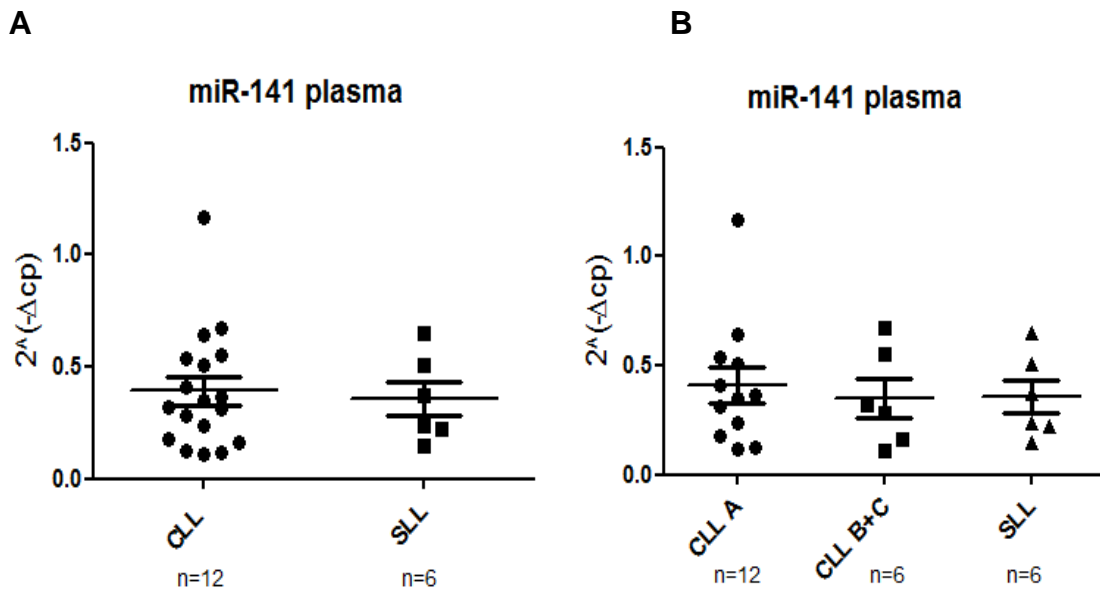 A
B
miR-141 plasma
miR-141 plasma
2^(-Δcp)
1.5
1.0
0.5
0.0
CLL
SLL
n=12
n=6
2^(-Δcp)
1.5
1.0
0.5
0.0
CLL A
CLL B+C
SLL
n=12
n=6
n=6